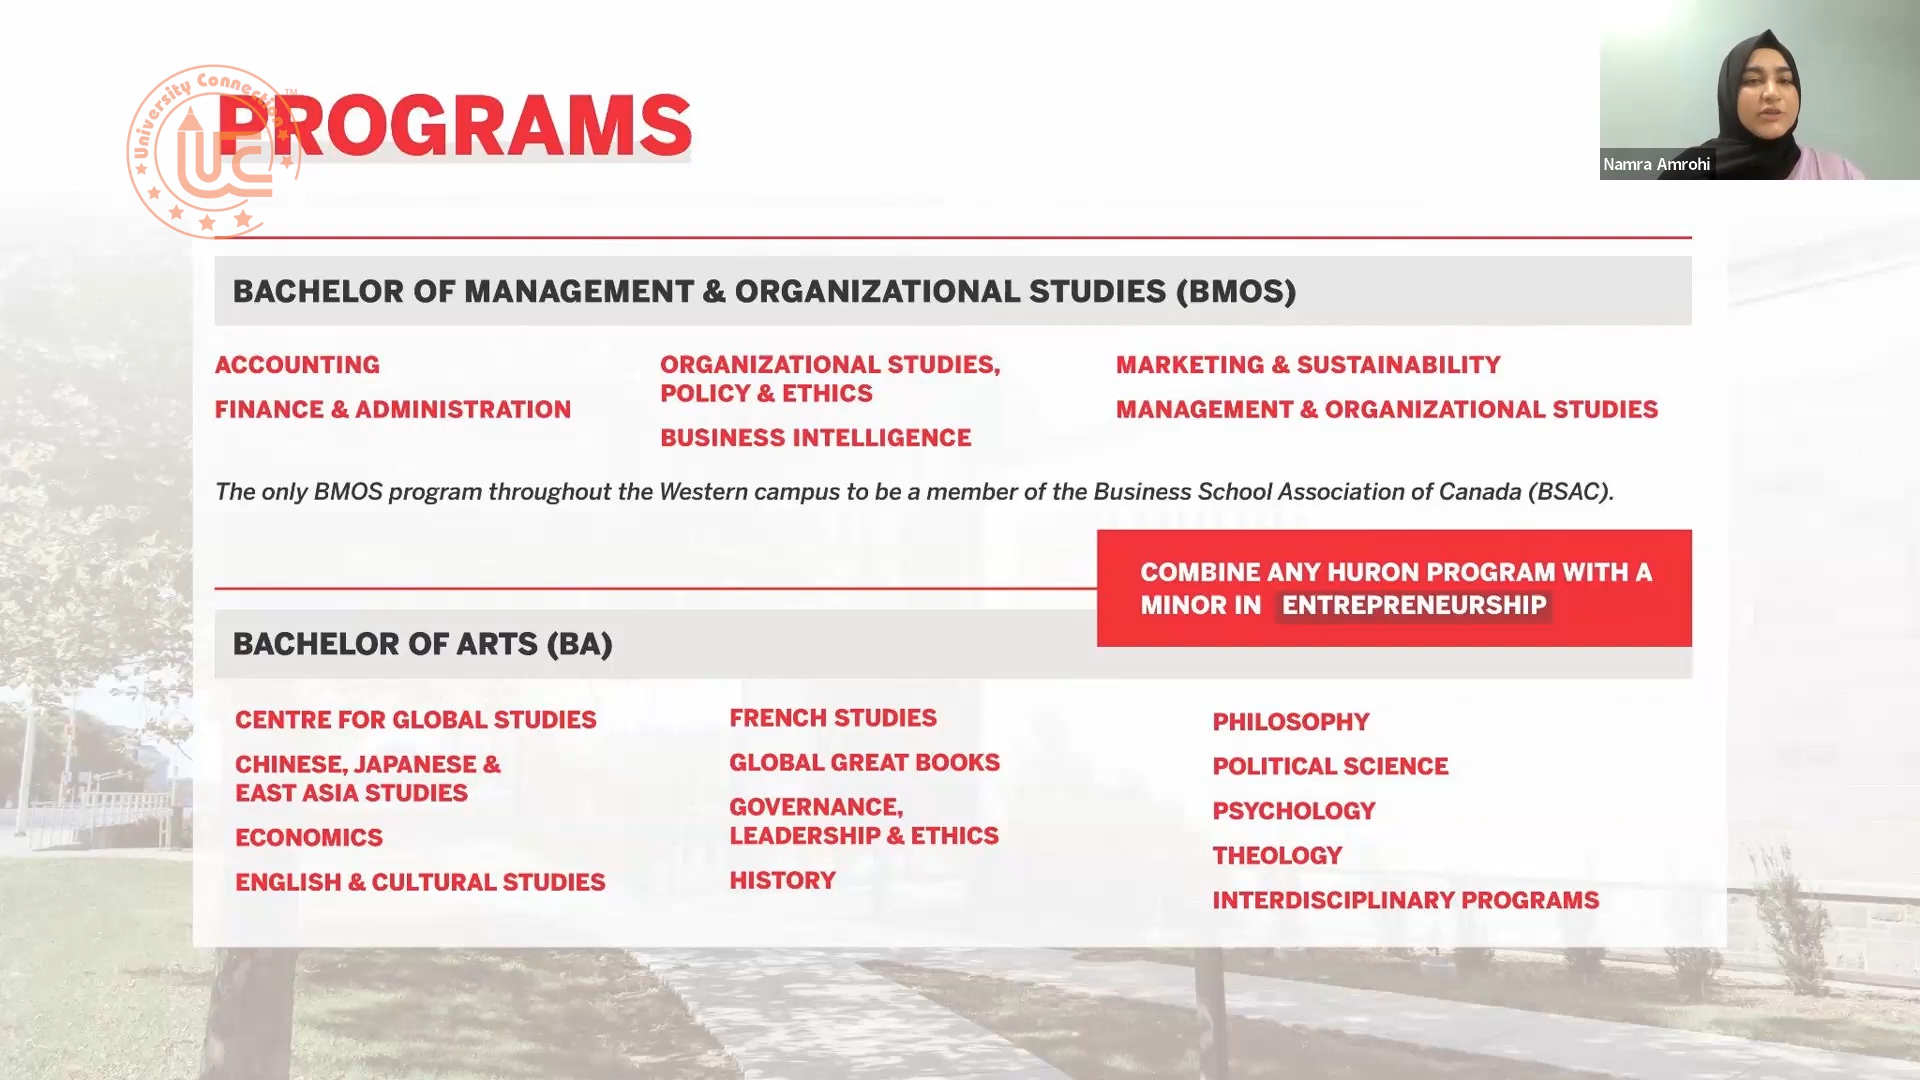 University Connection
TM
UC
PROGRAMS
Namra Amrohi
BACHELOR OF MANAGEMENT & ORGANIZATIONAL STUDIES (BMOS)
ACCOUNTING
FINANCE & ADMINISTRATION
ORGANIZATIONAL STUDIES,
POLICY & ETHICS
BUSINESS INTELLIGENCE
MARKETING & SUSTAINABILITY
MANAGEMENT & ORGANIZATIONAL STUDIES
The only BMOS program throughout the Western campus to be a member of the Business School Association of Canada (BSAC).
COMBINE ANY HURON PROGRAM WITH A
MINOR IN ENTREPRENEURSHIP
BACHELOR OF ARTS (BA)
CENTRE FOR GLOBAL STUDIES
CHINESE, JAPANESE &
EAST ASIA STUDIES
ECONOMICS
ENGLISH & CULTURAL STUDIES
FRENCH STUDIES
GLOBAL GREAT BOOKS
GOVERNANCE,
LEADERSHIP & ETHICS
HISTORY
PHILOSOPHY
POLITICAL SCIENCE
PSYCHOLOGY
THEOLOGY
INTERDISCIPLINARY PROGRAMS